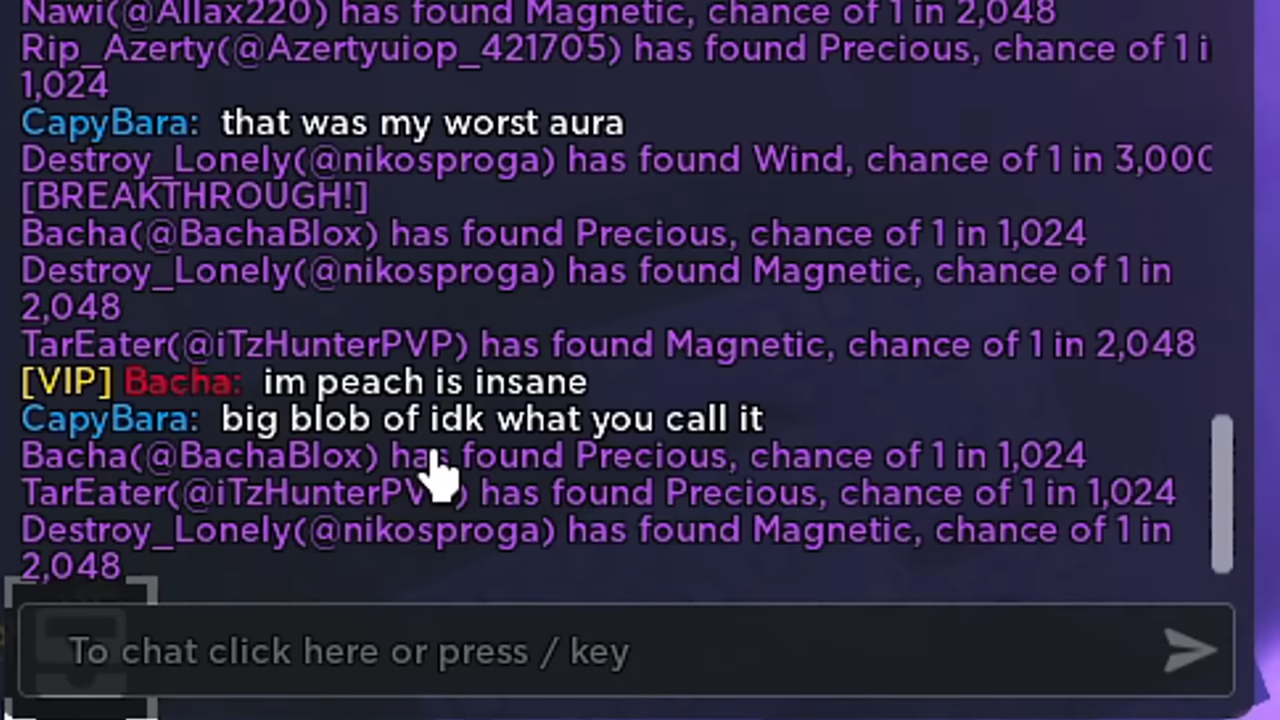 Nawi(@Allax220) has found Magnetic, chance of 1 in 2,048
Rip_Azerty(@Azertyuiop_421705) has found Precious, chance of 1 i
1,024
CapyBara: that was my worst aura
Destroy_Lonely(@nikosproga) has found Wind, chance of 1 in 3,000
[BREAKTHROUGH!]
Bacha(@BachaBlox) has found Precious, chance of 1 in 1,024
Destroy_Lonely(@nikosproga) has found Magnetic, chance of 1 in
2,048
TarEater(@iTzHunterPVP) has found Magnetic, chance of 1 in 2,048
[VIP] Bacha: im peach is insane
CapyBara: big blob of idk what you call it
Bacha(@BachaBlox) has found Precious, chance of 1 in 1,024
TarEater(@iTzHunterPVP) has found Precious, chance of 1 in 1,024
Destroy_Lonely(@nikosproga) has found Magnetic, chance of 1 in
2,048
To chat click here or press / key